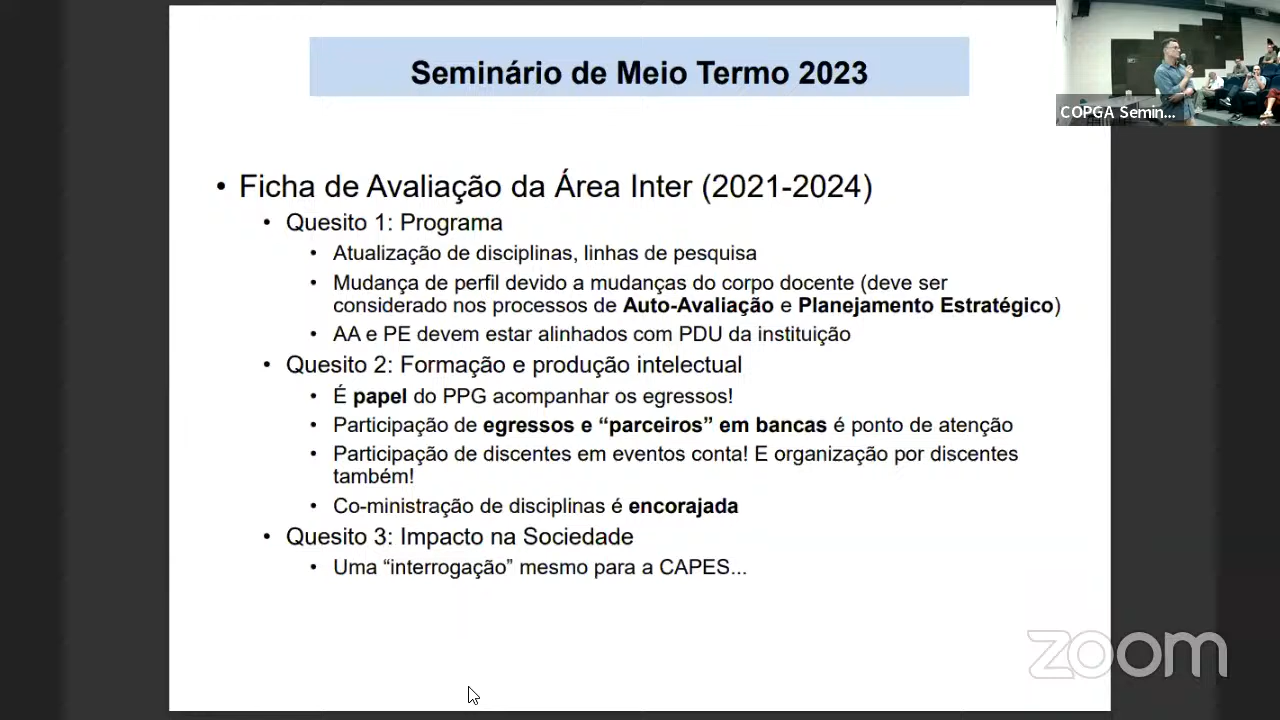 Seminário de Meio Termo 2023
COPGA Semin...
• Ficha de Avaliação da Área Inter (2021-2024)
• Quesito 1: Programa
• Atualização de disciplinas, linhas de pesquisa
• Mudança de perfil devido a mudanças do corpo docente (deve ser
considerado nos processos de Auto-Avaliação e Planejamento Estratégico)
• AA e PE devem estar alinhados com PDU da instituição
• Quesito 2: Formação e produção intelectual
• É papel do PPG acompanhar os egressos!
• Participação de egressos e “parceiros” em bancas é ponto de atenção
• Participação de discentes em eventos conta! E organização por discentes
também!
• Co-ministração de disciplinas é encorajada
• Quesito 3: Impacto na Sociedade
• Uma “interrogação” mesmo para a CAPES...
zoom